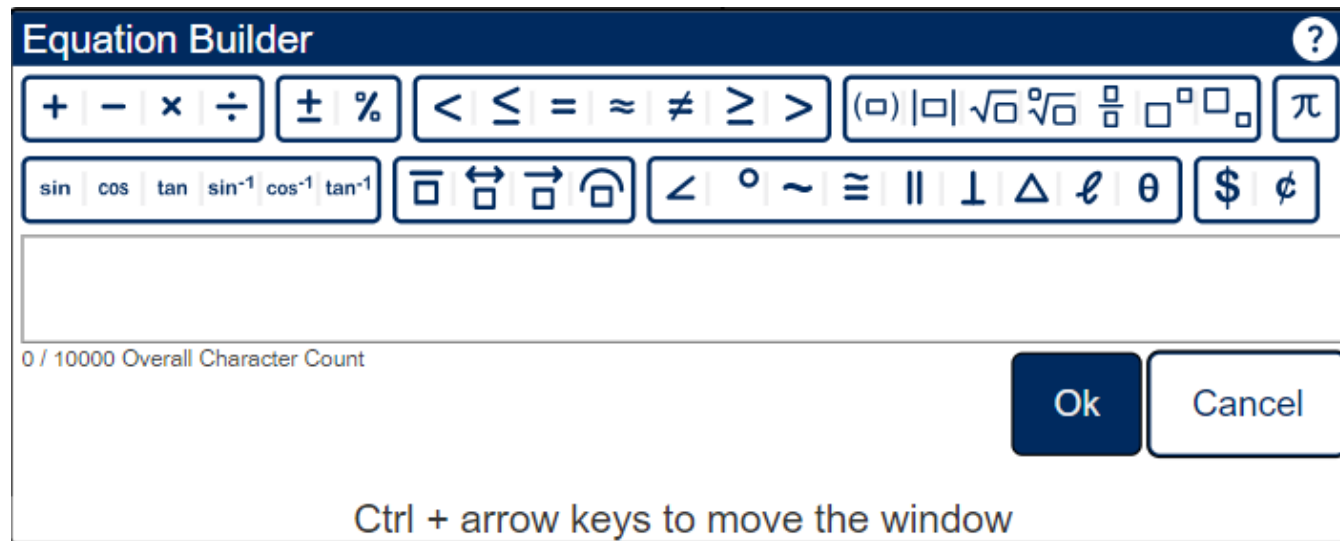 Equation Builder ?
+ − × ÷ ± % < ≤ = ≈ ≠ ≥ > (▫) |▫| √▫ ▫√▫ ▫/▫ ▫▫ ▫▫ π
sin cos tan sin⁻¹ cos⁻¹ tan⁻¹ ∠ ° ~ ≅ ∥ ⊥ △ ℓ θ $ ¢
0 / 10000 Overall Character Count
Ok Cancel
Ctrl + arrow keys to move the window